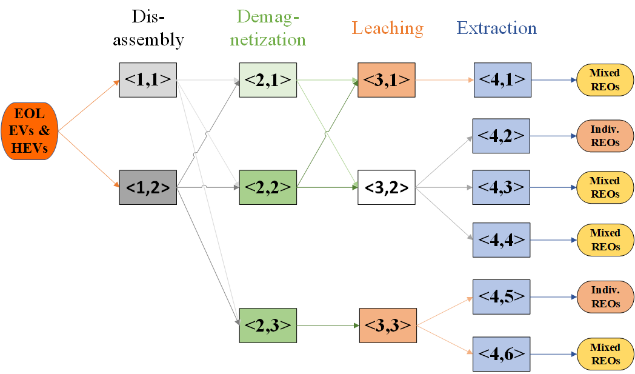 Dis-
assembly
Demag-
netization
Leaching
Extraction
EOL
EVs &
HEVs
<1,1>
<2,1>
<3,1>
<4,1>
Mixed
REOs
<4,2>
Indiv.
REOs
<1,2>
<2,2>
<3,2>
<4,3>
Mixed
REOs
<4,4>
Mixed
REOs
<4,5>
Indiv.
REOs
<2,3>
<3,3>
<4,6>
Mixed
REOs